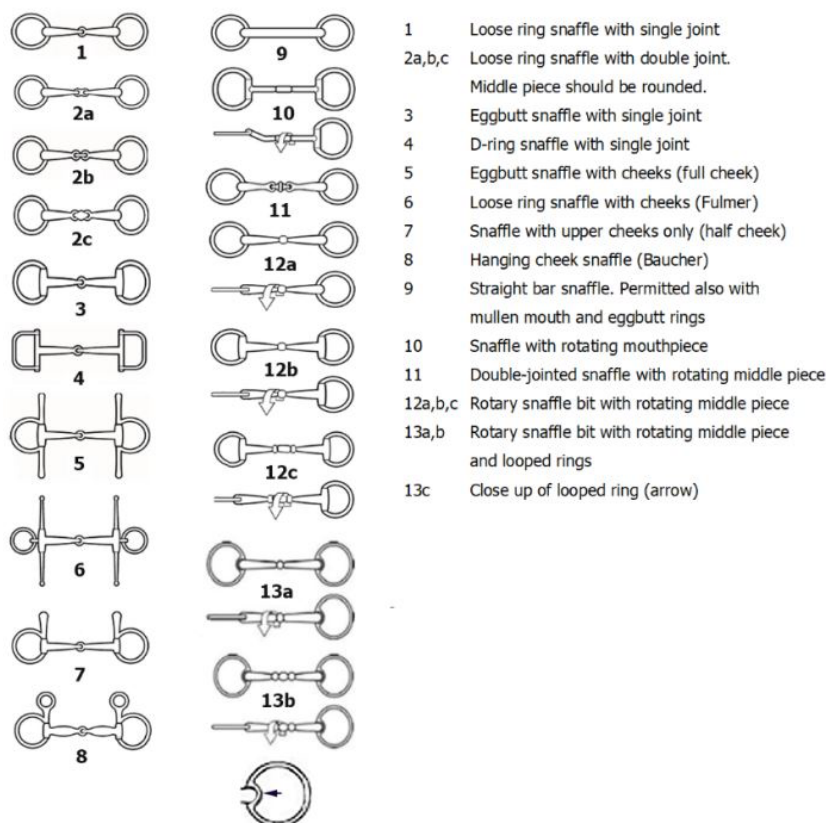 1
2a
2b
2c
3
4
5
6
7
8
9
10
11
12a
12b
12c
13a
13b
1 Loose ring snaffle with single joint
2a,b,c Loose ring snaffle with double joint.
Middle piece should be rounded.
3 Eggbutt snaffle with single joint
4 D-ring snaffle with single joint
5 Eggbutt snaffle with cheeks (full cheek)
6 Loose ring snaffle with cheeks (Fulmer)
7 Snaffle with upper cheeks only (half cheek)
8 Hanging cheek snaffle (Baucher)
9 Straight bar snaffle. Permitted also with
mullen mouth and eggbutt rings
10 Snaffle with rotating mouthpiece
11 Double-jointed snaffle with rotating middle piece
12a,b,c Rotary snaffle bit with rotating middle piece
13a,b Rotary snaffle bit with rotating middle piece
and looped rings
13c Close up of looped ring (arrow)